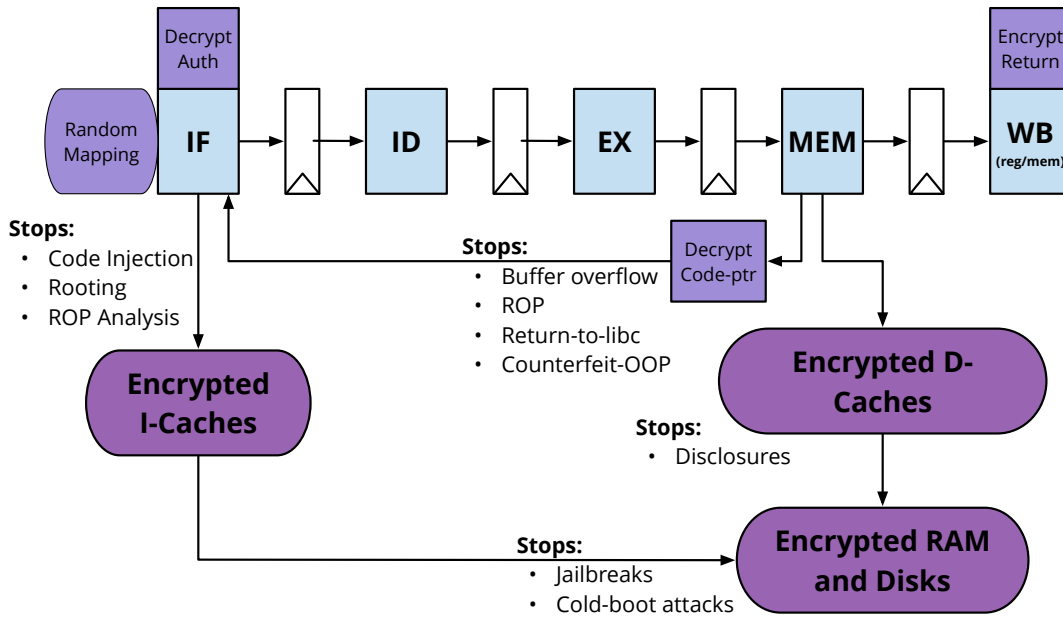 Decrypt
Auth
Encrypt
Return
Random
Mapping
IF
ID
EX
MEM
WB
(reg/mem)
Stops:
• Code Injection
• Rooting
• ROP Analysis
Stops:
• Buffer overflow
• ROP
• Return-to-libc
• Counterfeit-OOP
Decrypt
Code-ptr
Encrypted
I-Caches
Encrypted D-
Caches
Stops:
• Disclosures
Stops:
• Jailbreaks
• Cold-boot attacks
Encrypted RAM
and Disks